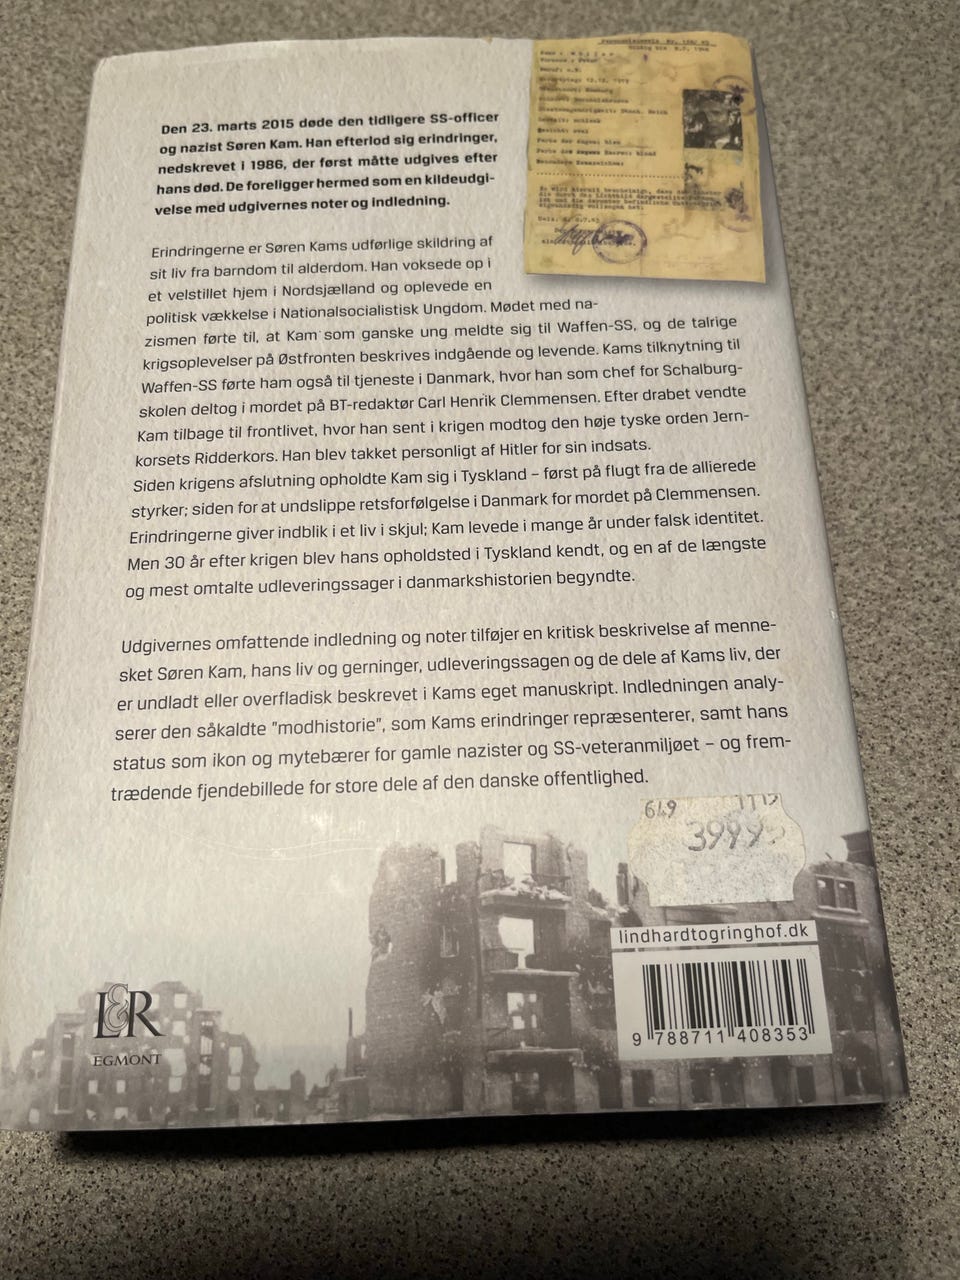 Den 23. marts 2015 døde den tidligere SS-officer
og nazist Søren Kam. Han efterlod sig erindringer,
nedskrevet i 1986, der først måtte udgives efter
hans død. De foreligger hermed som en kildeudgi-
velse med udgivernes noter og indledning.
Erindringerne er Søren Kams udførlige skildring af
sit liv fra barndom til alderdom. Han voksede op i
et velstillet hjem i Nordsjælland og oplevede en
politisk vækkelse i Nationalsocialistisk Ungdom. Mødet med na-
zismen førte til, at Kam som ganske ung meldte sig til Waffen-SS, og de talrige
krigsoplevelser på Østfronten beskrives indgående og levende. Kams tilknytning til
Waffen-SS førte ham også til tjeneste i Danmark, hvor han som chef for Schalburg-
skolen deltog i mordet på BT-redaktør Carl Henrik Clemmensen. Efter drabet vendte
Kam tilbage til frontlivet, hvor han sent i krigen modtog den høje tyske orden Jern-
korsets Ridderkors. Han blev takket personligt af Hitler for sin indsats.
Siden krigens afslutning opholdte Kam sig i Tyskland – først på flugt fra de allierede
styrker; siden for at undslippe retsforfølgelse i Danmark for mordet på Clemmensen.
Erindringerne giver indblik i et liv i skjul; Kam levede i mange år under falsk identitet.
Men 30 år efter krigen blev hans opholdsted i Tyskland kendt, og en af de længste
og mest omtalte udleveringssager i danmarkshistorien begyndte.
Udgivernes omfattende indledning og noter tilføjer en kritisk beskrivelse af menne-
sket Søren Kam, hans liv og gerninger, udleveringssagen og de dele af Kams liv, der
er undladt eller overfladisk beskrevet i Kams eget manuskript. Indledningen analy-
serer den såkaldte "modhistorie", som Kams erindringer repræsenterer, samt hans
status som ikon og mytebærer for gamle nazister og SS-veteranmiljøet – og frem-
trædende fjendebillede for store dele af den danske offentlighed.
649
lindhardtogringhof.dk
9 788711 408353
L&R
EGMONT